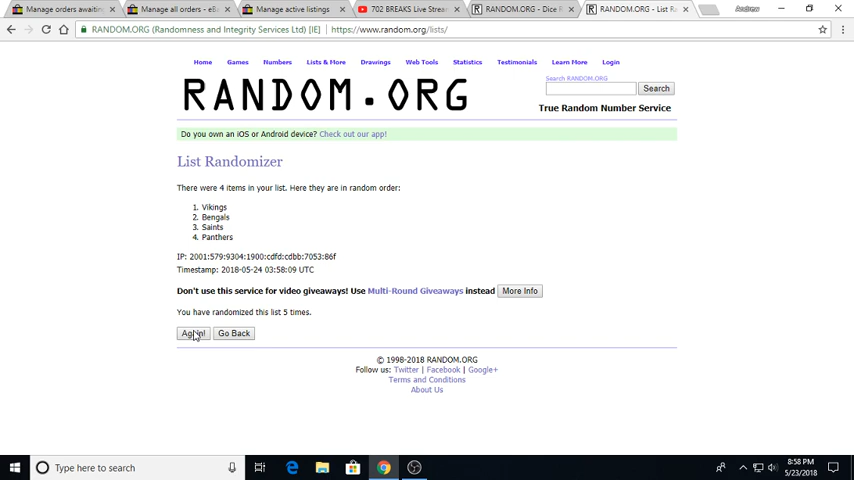 Manage orders awaitin
Manage all orders - eBa
Manage active listings
702 BREAKS Live Stream
RANDOM.ORG - Dice R
RANDOM.ORG - List Ra
Andrew
RANDOM.ORG (Randomness and Integrity Services Ltd) [IE] | https://www.random.org/lists/
Home Games Numbers Lists & More Drawings Web Tools Statistics Testimonials Learn More Login
RANDOM.ORG
Search RANDOM.ORG
Search
True Random Number Service
Do you own an iOS or Android device? Check out our app!
List Randomizer
There were 4 items in your list. Here they are in random order:
1. Vikings
2. Bengals
3. Saints
4. Panthers
IP: 2001:579:9304:1900:cdfd:cdbb:7053:86f
Timestamp: 2018-05-24 03:58:09 UTC
Don't use this service for video giveaways! Use Multi-Round Giveaways instead More Info
You have randomized this list 5 times.
Again! Go Back
© 1998-2018 RANDOM.ORG
Follow us: Twitter | Facebook | Google+
Terms and Conditions
About Us
Type here to search
8:58 PM
5/23/2018